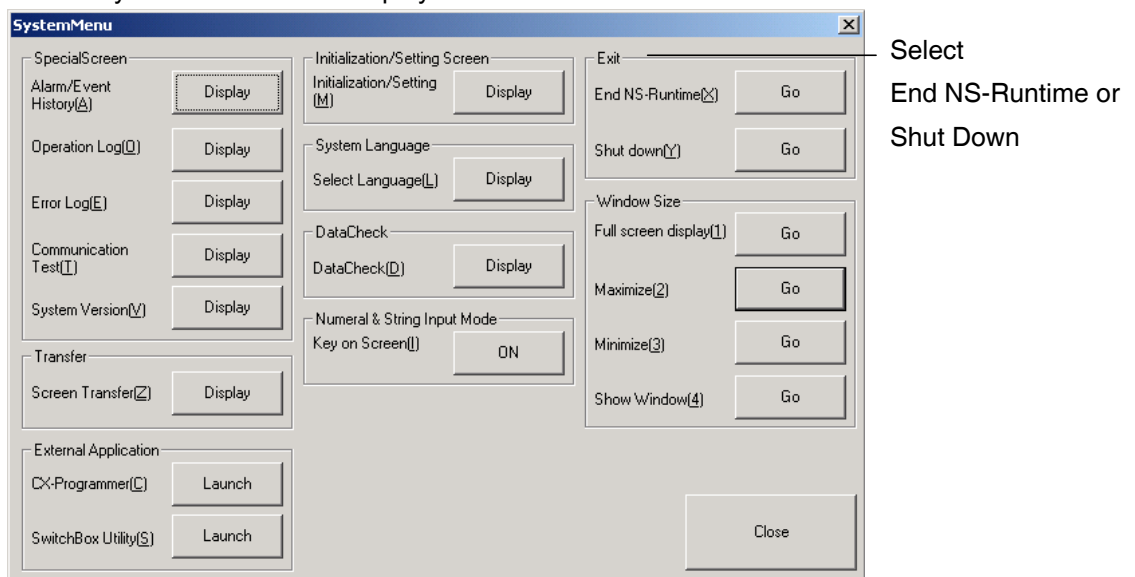 SystemMenu
SpecialScreen
Alarm/Event
History(A)
Display
Operation Log(O)
Display
Error Log(E)
Display
Communication
Test(T)
Display
System Version(V)
Display
Transfer
Screen Transfer(Z)
Display
External Application
CX-Programmer(C)
Launch
SwitchBox Utility(S)
Launch
Initialization/Setting Screen
Initialization/Setting
(M)
Display
System Language
Select Language(L)
Display
DataCheck
DataCheck(D)
Display
Numeral & String Input Mode
Key on Screen(I)
ON
Exit
End NS-Runtime(X)
Go
Shut down(Y)
Go
Window Size
Full screen display(1)
Go
Maximize(2)
Go
Minimize(3)
Go
Show Window(4)
Go
Close
Select
End NS-Runtime or
Shut Down